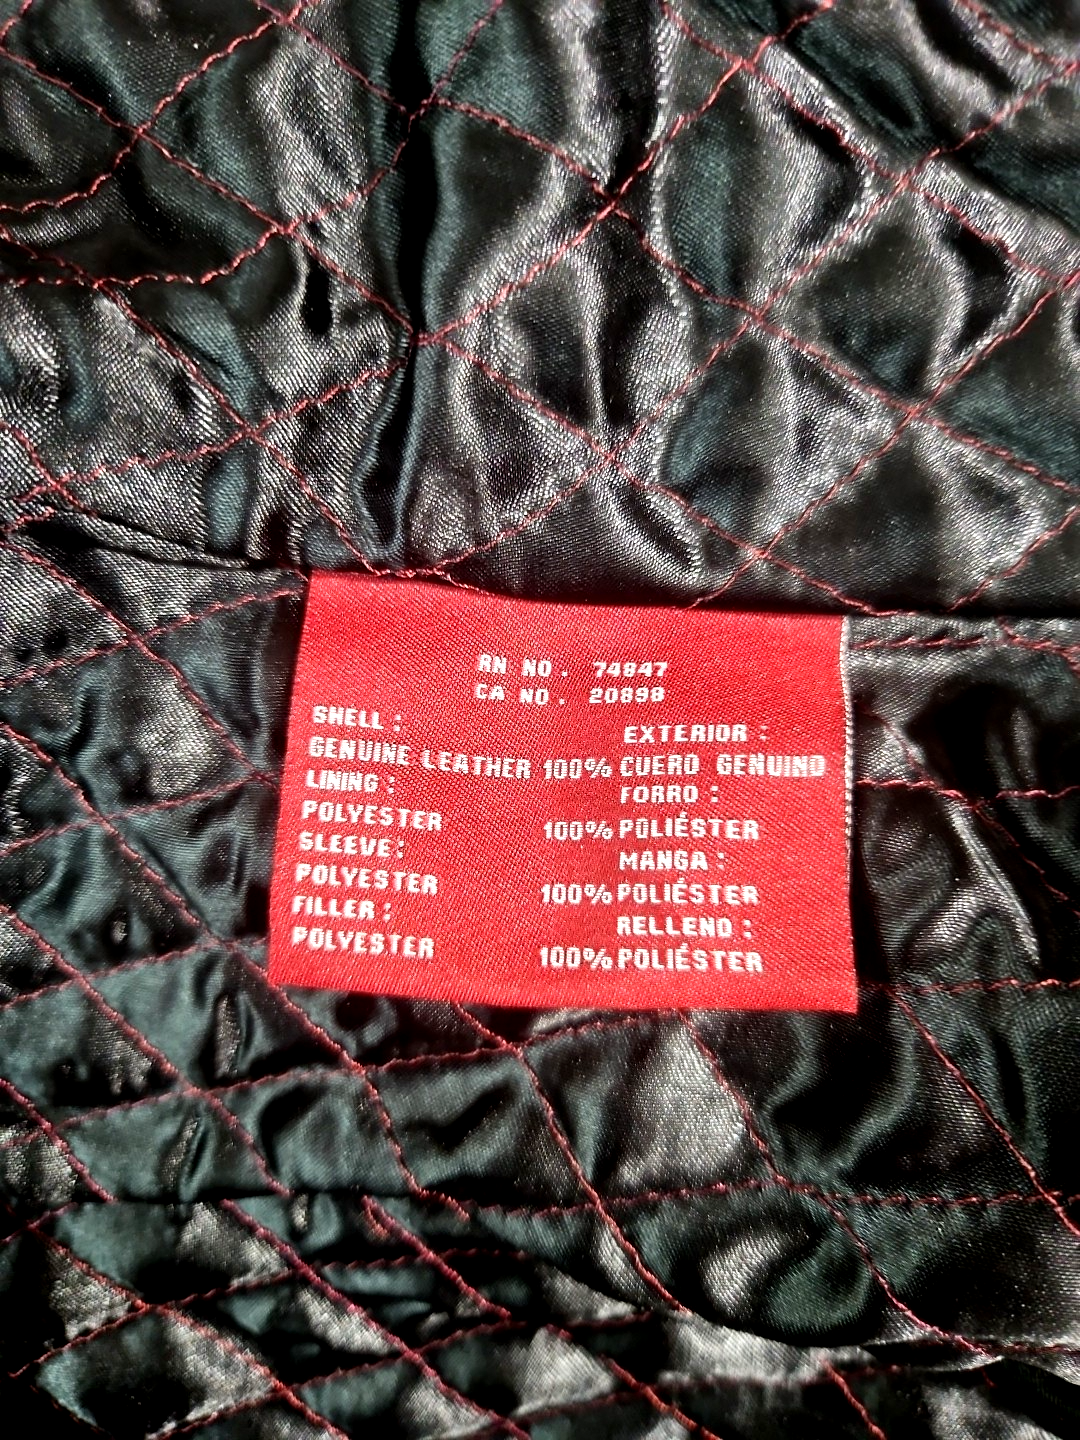 RN NO. 74847
CA NO. 20898
SHELL:
GENUINE LEATHER 100%
LINING:
POLYESTER 100%
SLEEVE:
POLYESTER 100%
FILLER:
POLYESTER 100%
EXTERIOR:
CUERO GENUINO
FORRO:
POLIÉSTER
MANGA:
POLIÉSTER
RELLENO:
POLIÉSTER